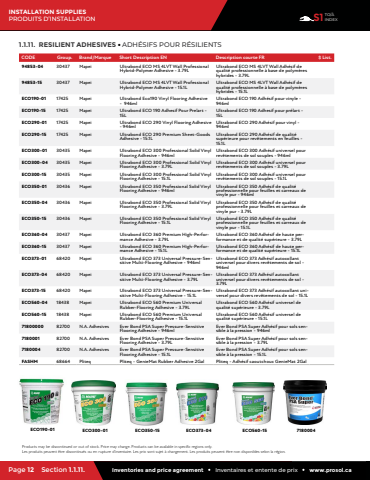 INSTALLATION SUPPLIES
PRODUITS D'INSTALLATION
S1
INDEX
1.1.11. RESILIENT ADHESIVES • ADHÉSIFS POUR RÉSILIENTS
CODE Group. Brand/Marque Short Description EN Description courte FR $ List.
94853-04 30437 Mapei Ultrabond ECO MS 4LVT Wall Professional Hybrid-Polymer Adhesive - 3.79L Ultrabond ECO MS 4LVT Wall Adhésif de qualité professionnelle à base de polymères hybrides - 3.79L
94853-15 30437 Mapei Ultrabond ECO MS 4LVT Wall Professional Hybrid-Polymer Adhesive - 15.1L Ultrabond ECO MS 4LVT Wall Adhésif de qualité professionnelle à base de polymères hybrides - 15.1L
ECO190-01 17425 Mapei Ultrabond Eco190 Vinyl Flooring Adhesive - 946ml Ultrabond ECO 190 Adhésif pour vinyle - 946ml
ECO190-15 17425 Mapei Ultrabond ECO 190 Adhesif Pour Prelart - 15L Ultrabond ECO 190 Adhésif pour prélart - 15L
ECO290-01 17425 Mapei Ultrabond ECO 290 Vinyl Flooring Adhesive - 946ml Ultrabond ECO 290 Adhésif pour vinyl - 946ml
ECO290-15 17425 Mapei Ultrabond ECO 290 Premium Sheet-Goods Adhesive - 15.1L Ultrabond ECO 290 Adhésif de qualité supérieure pour revêtements en feuilles - 15.1L
ECO300-01 30435 Mapei Ultrabond ECO 300 Professional Solid Vinyl Flooring Adhesive - 946ml Ultrabond ECO 300 Adhésif universel pour revêtements de sol souples - 946ml
ECO300-04 30435 Mapei Ultrabond ECO 300 Professional Solid Vinyl Flooring Adhesive - 3.79L Ultrabond ECO 300 Adhésif universel pour revêtements de sol souples - 3.79L
ECO300-15 30435 Mapei Ultrabond ECO 300 Professional Solid Vinyl Flooring Adhesive - 15.1L Ultrabond ECO 300 Adhésif universel pour revêtements de sol souples - 15.1L
ECO350-01 30436 Mapei Ultrabond ECO 350 Professional Solid Vinyl Flooring Adhesive - 946ml Ultrabond ECO 350 Adhésif de qualité professionnelle pour feuilles et carreaux de vinyle pur - 946ml
ECO350-04 30436 Mapei Ultrabond ECO 350 Professional Solid Vinyl Flooring Adhesive - 3.79L Ultrabond ECO 350 Adhésif de qualité professionnelle pour feuilles et carreaux de vinyle pur - 3.79L
ECO350-15 30436 Mapei Ultrabond ECO 350 Professional Solid Vinyl Flooring Adhesive - 15.1L Ultrabond ECO 350 Adhésif de qualité professionnelle pour feuilles et carreaux de vinyle pur - 15.1L
ECO360-04 30437 Mapei Ultrabond ECO 360 Premium High-Performance Adhesive - 3.79L Ultrabond ECO 360 Adhésif de haute performance et de qualité supérieure - 3.79L
ECO360-15 30437 Mapei Ultrabond ECO 360 Premium High-Performance Adhesive - 15.1L Ultrabond ECO 360 Adhésif de haute performance et de qualité supérieure - 15.1L
ECO373-01 68420 Mapei Ultrabond ECO 373 Universal Pressure-Sensitive Multi-Flooring Adhesive - 946ml Ultrabond ECO 373 Adhésif autocollant universel pour divers revêtements de sol - 946ml
ECO373-04 68420 Mapei Ultrabond ECO 373 Universal Pressure-Sensitive Multi-Flooring Adhesive - 3.79L Ultrabond ECO 373 Adhésif autocollant universel pour divers revêtements de sol - 3.79L
ECO373-15 68420 Mapei Ultrabond ECO 373 Universal Pressure-Sensitive Multi-Flooring Adhesive - 15.1L Ultrabond ECO 373 Adhésif autocollant universel pour divers revêtements de sol - 15.1L
ECO560-04 18438 Mapei Ultrabond ECO 560 Premium Universal Rubber-Flooring Adhesive - 3.79L Ultrabond ECO 560 Adhésif universel de qualité supérieure - 3.79L
ECO560-15 18438 Mapei Ultrabond ECO 560 Premium Universal Rubber-Flooring Adhesive - 15.1L Ultrabond ECO 560 Adhésif universel de qualité supérieure - 15.1L
71800000 82700 N.A. Adhesives Ever Bond PSA Super Pressure-Sensitive Flooring Adhesive - 946ml Ever Bond PSA Super Adhésif pour sols sensible à la pression - 946ml
7180001 82700 N.A. Adhesives Ever Bond PSA Super Pressure-Sensitive Flooring Adhesive - 3.79L Ever Bond PSA Super Adhésif pour sols sensible à la pression - 3.79L
7180004 82700 N.A. Adhesives Ever Bond PSA Super Pressure-Sensitive Flooring Adhesive - 15.1L Ever Bond PSA Super Adhésif pour sols sensible à la pression - 15.1L
FASHM 68664 Pliteq Pliteq - GenieMat Rubber Adhesive 2Gal Pliteq - Adhésif caoutchouc GenieMat 2Gal
ECO190-01 ECO300-01 ECO350-15 ECO373-04 ECO560-15 7180004
Products may be discontinued or out of stock. Price may change. Products can be available in specific regions only.
Les produits peuvent être discontinués ou en rupture d'inventaire. Les prix sont sujet à changement. Les produits peuvent être non disponibles selon la région.
Page 12 Section 1.1.11. Inventories and price agreement • Inventaires et entente de prix • www.prosol.ca